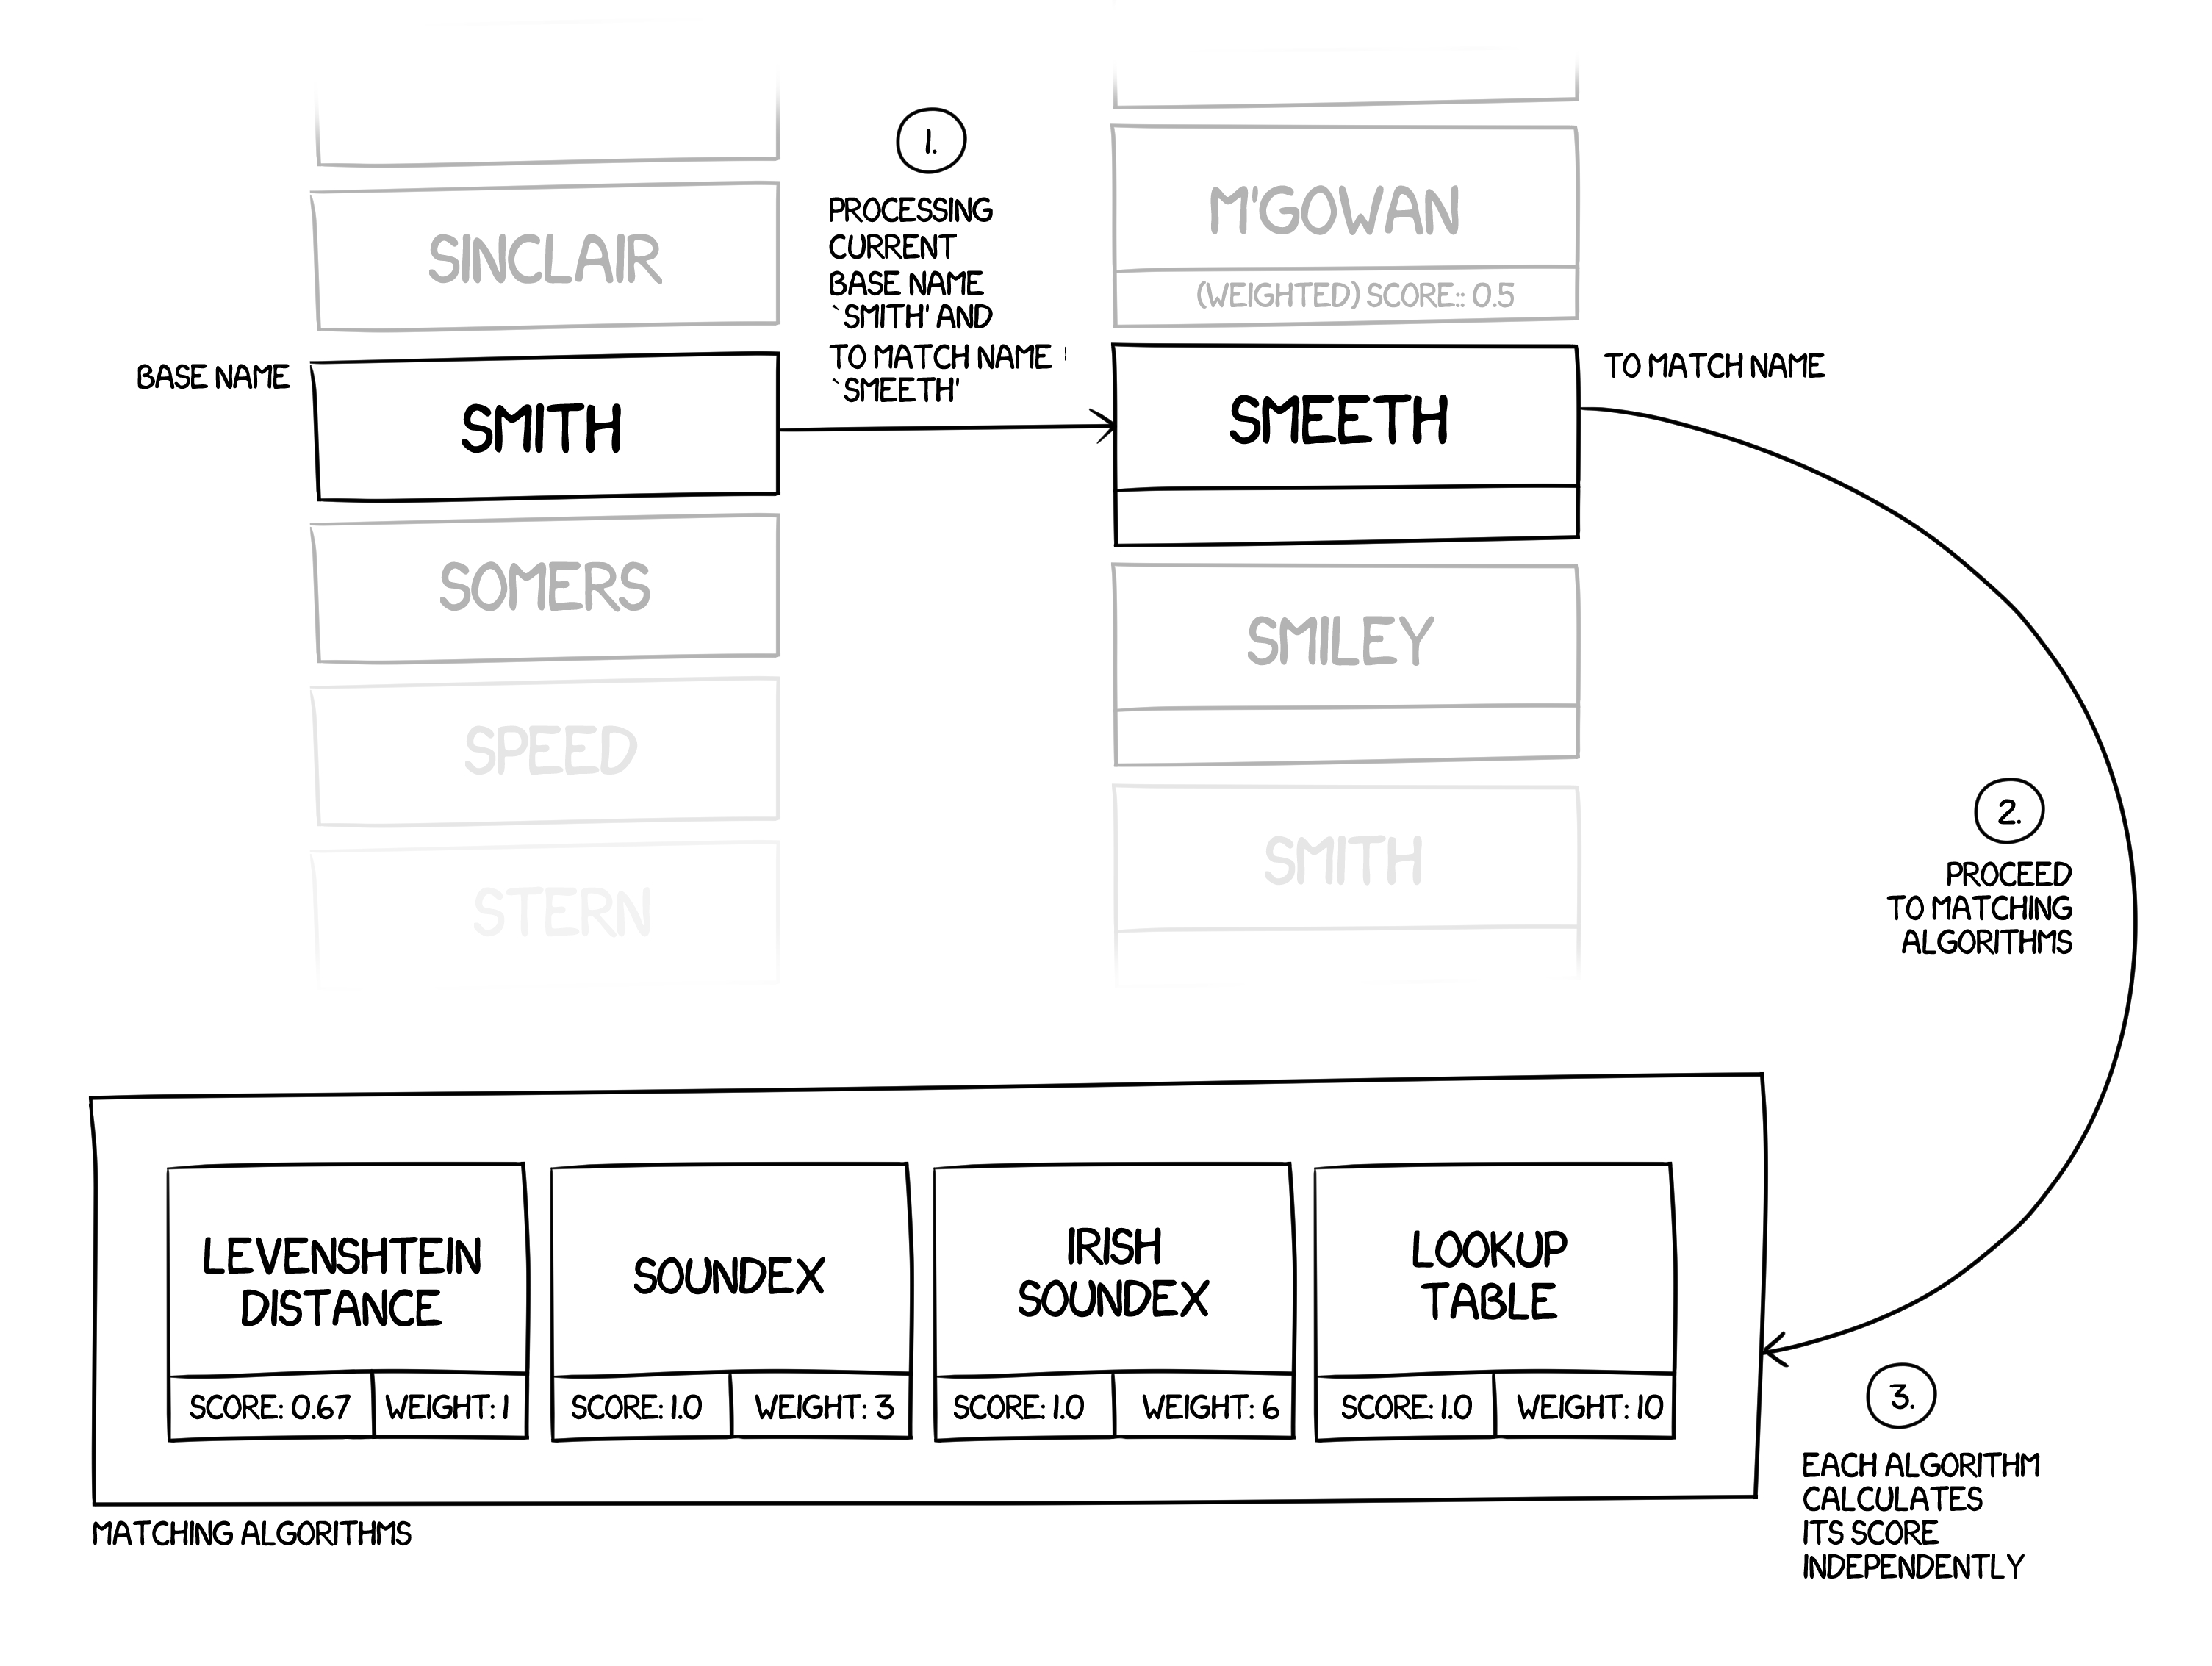 1.
PROCESSING
CURRENT
BASE NAME
`SMITH' AND
TO MATCH NAME
`SMEETH'
SINCLAIR
BASE NAME
SMITH
SOMERS
SPEED
STERN
M'GOWAN
(WEIGHTED) SCORE:: 0.5
TO MATCH NAME
SMEETH
SMILEY
SMITH
2.
PROCEED
TO MATCHING
ALGORITHMS
LEVENSHTEIN
DISTANCE
SCORE: 0.67 WEIGHT: 1
SOUNDEX
SCORE: 1.0 WEIGHT: 3
IRISH
SOUNDEX
SCORE: 1.0 WEIGHT: 6
LOOKUP
TABLE
SCORE: 1.0 WEIGHT: 10
MATCHING ALGORITHMS
3.
EACH ALGORITHM
CALCULATES
ITS SCORE
INDEPENDENTLY